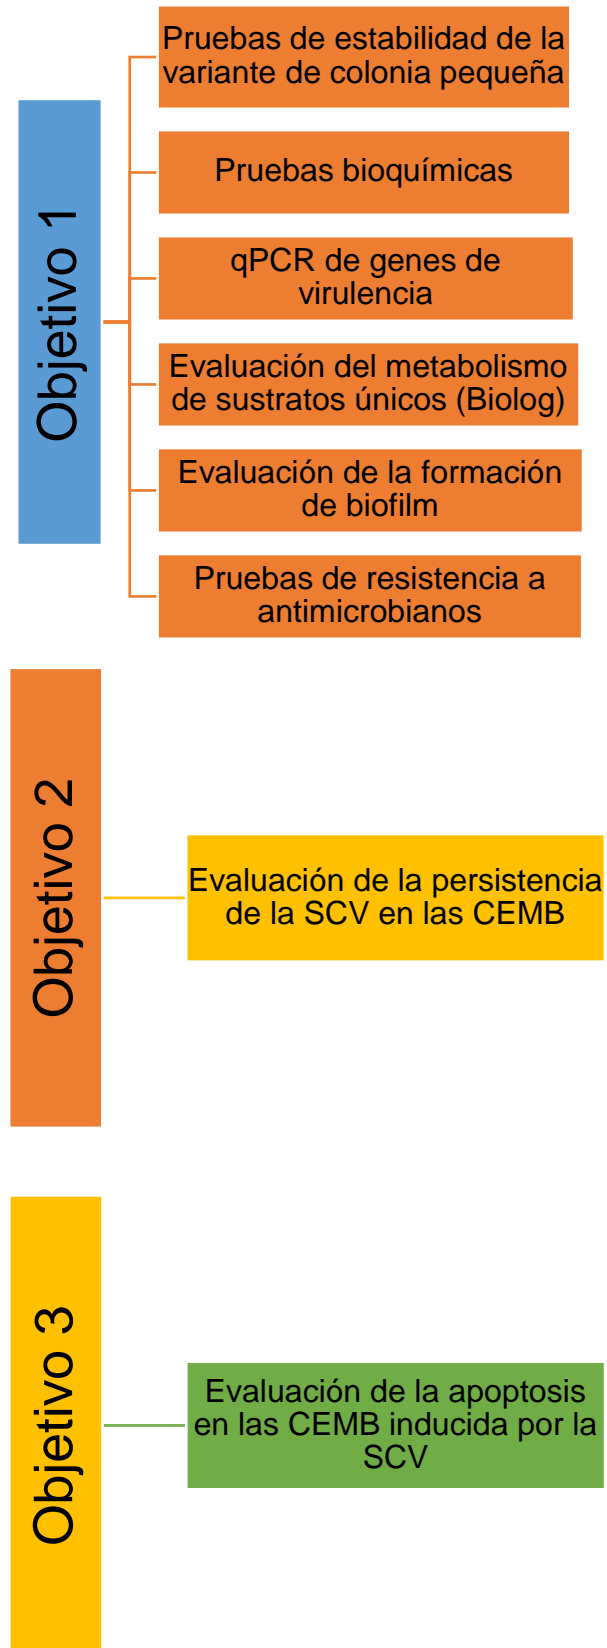 Objetivo 1
Pruebas de estabilidad de la
variante de colonia pequeña
Pruebas bioquímicas
qPCR de genes de
virulencia
Evaluación del metabolismo
de sustratos únicos (Biolog)
Evaluación de la formación
de biofilm
Pruebas de resistencia a
antimicrobianos
Objetivo 2
Evaluación de la persistencia
de la SCV en las CEMB
Objetivo 3
Evaluación de la apoptosis
en las CEMB inducida por la
SCV